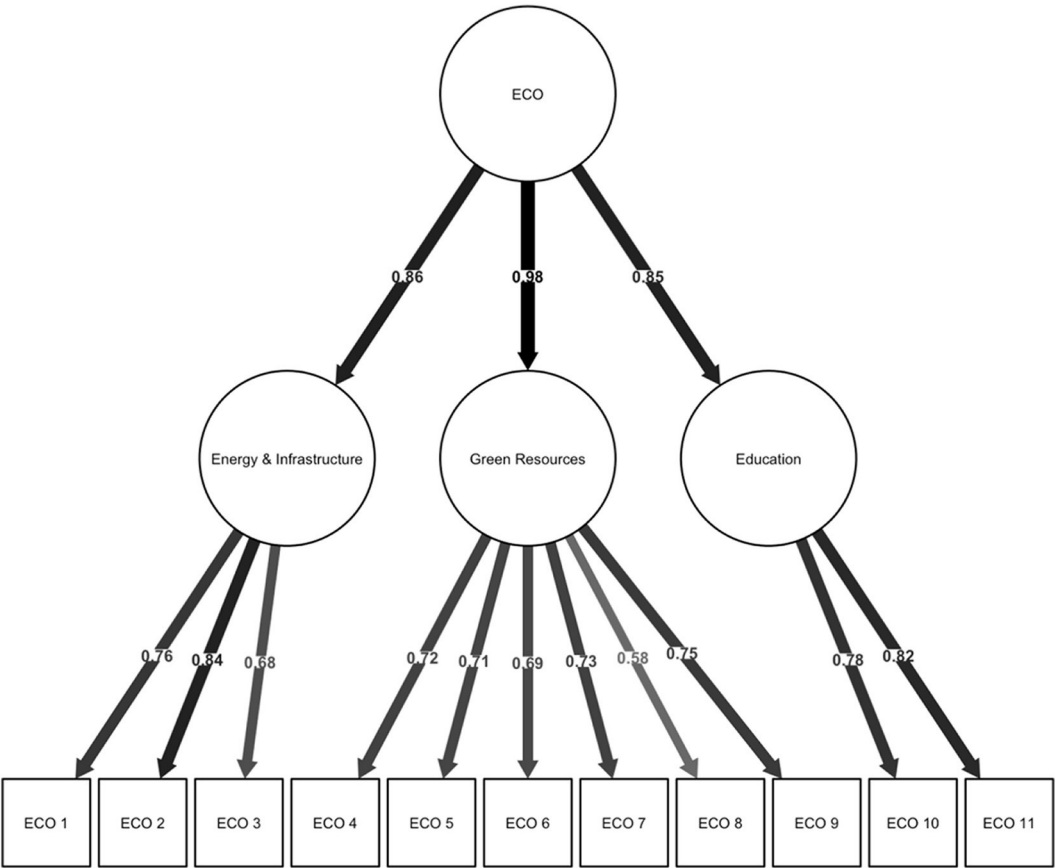 ECO
0.86
0.98
0.85
Energy & Infrastructure
Green Resources
Education
0.76
0.84
0.68
0.72
0.71
0.69
0.73
0.58
0.75
0.78
0.82
ECO 1
ECO 2
ECO 3
ECO 4
ECO 5
ECO 6
ECO 7
ECO 8
ECO 9
ECO 10
ECO 11